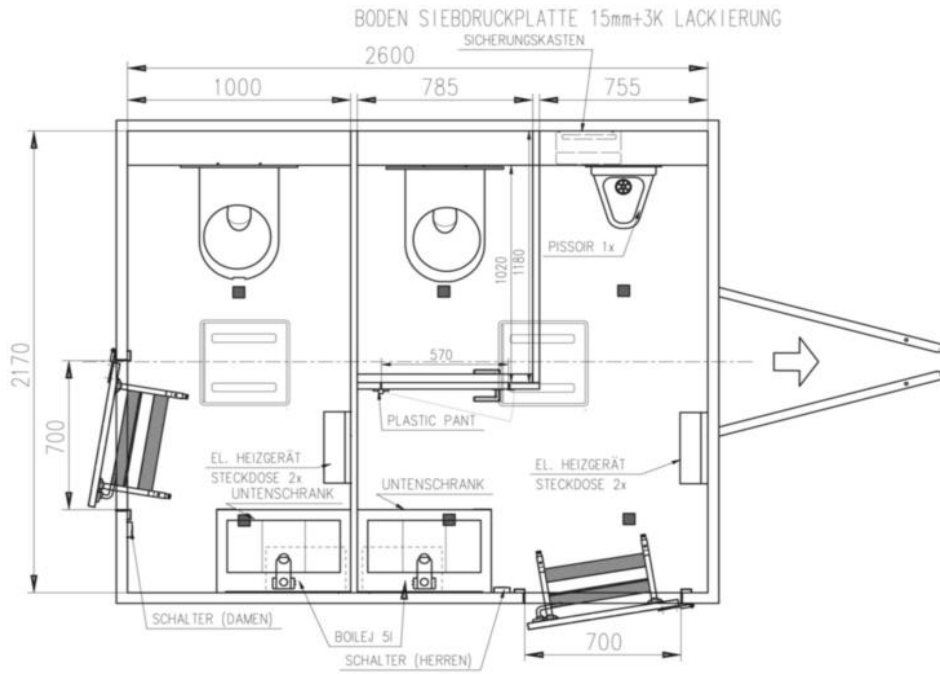 BODEN SIEBDRUCKPLATTE 15mm+3K LACKIERUNG
SICHERUNGSKASTEN
2600
1000
785
755
PISSOIR 1x
1020
1180
2170
570
700
PLASTIC PANT
EL. HEIZGERÄT
STECKDOSE 2x
UNTENSCHRANK
UNTENSCHRANK
EL. HEIZGERÄT
STECKDOSE 2x
SCHALTER (DAMEN)
BOILEJ 5l
SCHALTER (HERREN)
700